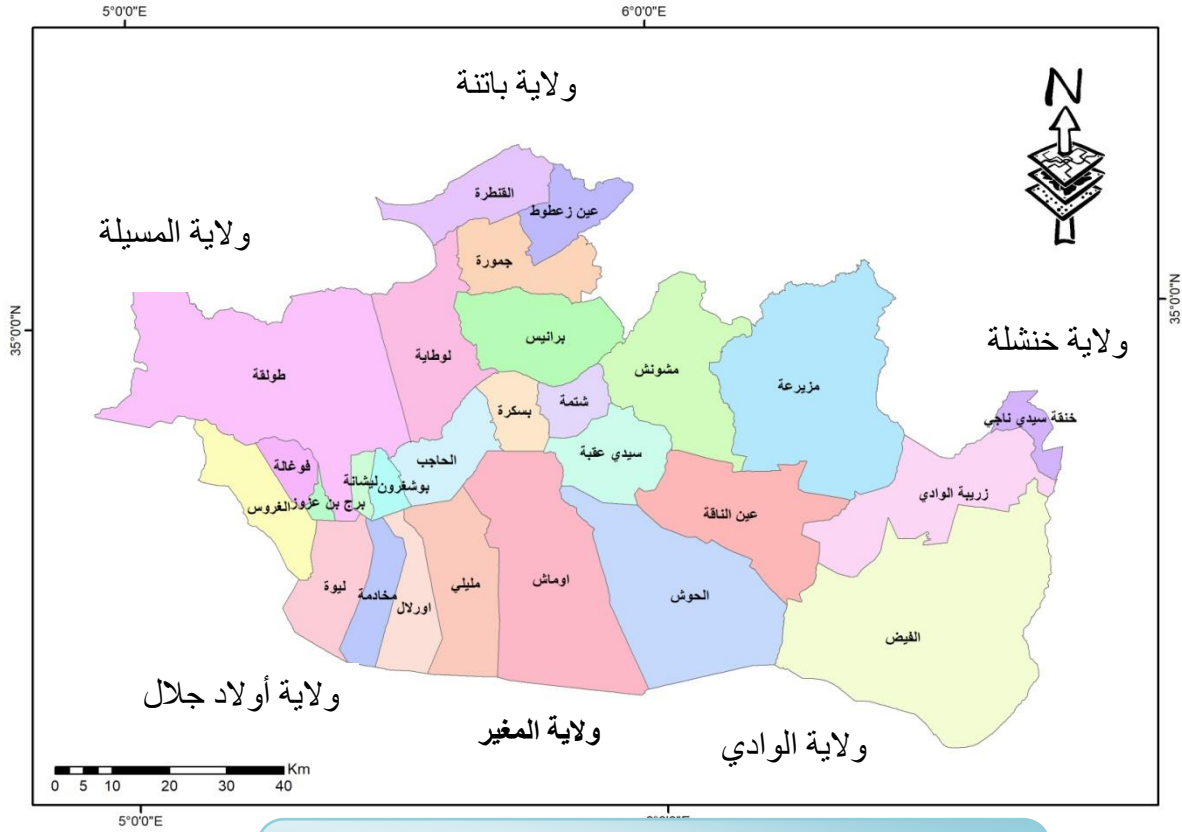 5°0'0"E
6°0'0"E
ولاية باتنة
N
القنطرة
عين زعطوط
ولاية المسيلة
جمورة
35°0'0"N
35°0'0"N
برانيس
لوطاية
ولاية خنشلة
طولقة
مشونش
مزيرعة
شتمة
بسكرة
خنقة سيدي ناجي
سيدي عقبة
الحاجب
فوغالة
ليشانة
بوشغرون
زريبة الوادي
برج بن عزوز
الغروس
عين الناقة
اوماش
مليلي
ليوة
مخادمة
الحوش
اورلال
الفيض
ولاية أولاد جلال
ولاية المغير
ولاية الوادي
Km
0 5 10 20 30 40
5°0'0"E